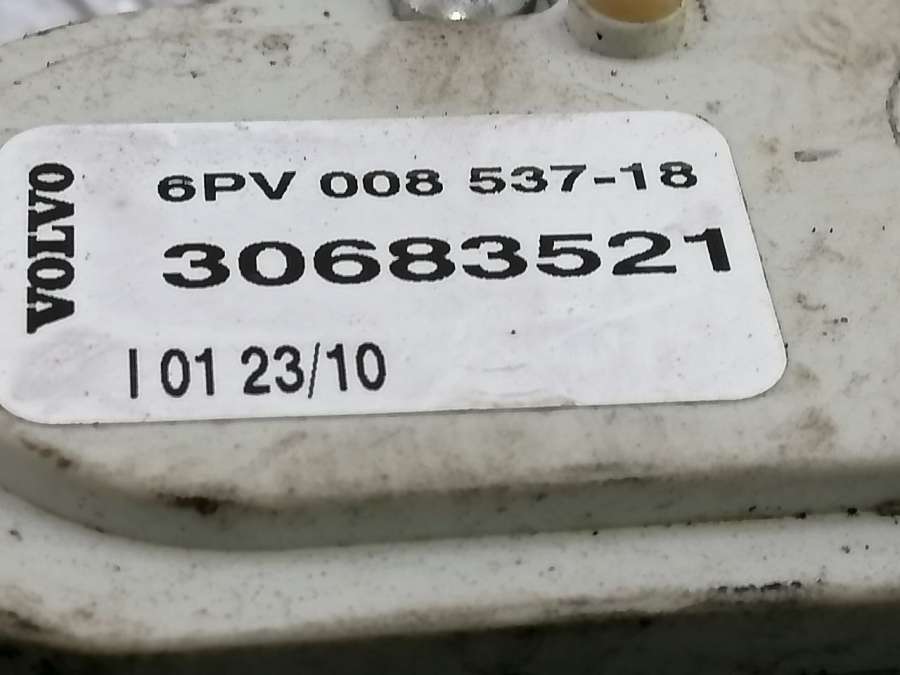 VOLVO
6PV 008 537-18
30683521
I 01 23/10